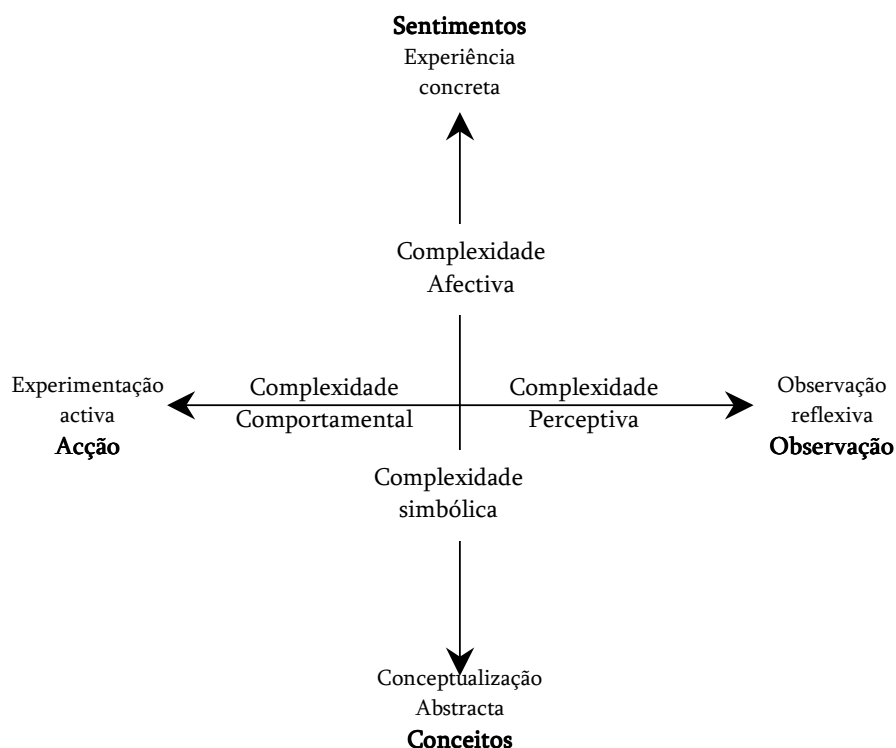 Sentimentos
Experiência
concreta
Complexidade
Afectiva
Experimentação
activa
Acção
Complexidade
Comportamental
Complexidade
Perceptiva
Observação
reflexiva
Observação
Complexidade
simbólica
Conceptualização
Abstracta
Conceitos